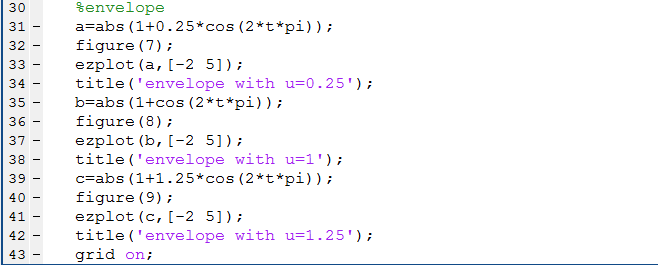 30 %envelope
31 - a=abs(1+0.25*cos(2*t*pi));
32 - figure(7);
33 - ezplot(a,[-2 5]);
34 - title('envelope with u=0.25');
35 - b=abs(1+cos(2*t*pi));
36 - figure(8);
37 - ezplot(b,[-2 5]);
38 - title('envelope with u=1');
39 - c=abs(1+1.25*cos(2*t*pi));
40 - figure(9);
41 - ezplot(c,[-2 5]);
42 - title('envelope with u=1.25');
43 - grid on;